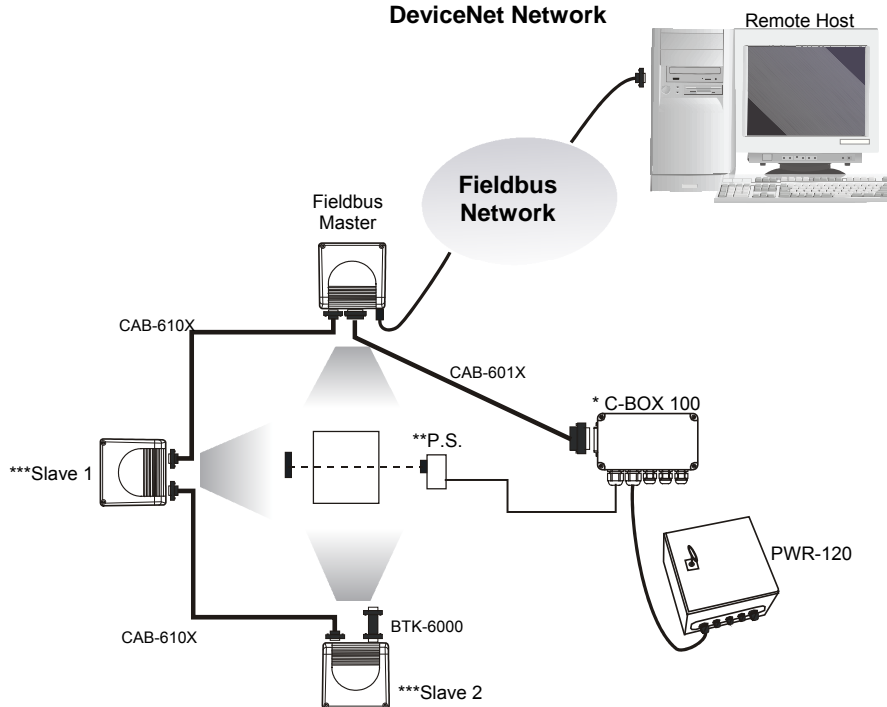 DeviceNet Network
Remote Host
Fieldbus
Network
Fieldbus
Master
CAB-610X
CAB-601X
* C-BOX 100
**P.S.
***Slave 1
PWR-120
CAB-610X
BTK-6000
***Slave 2